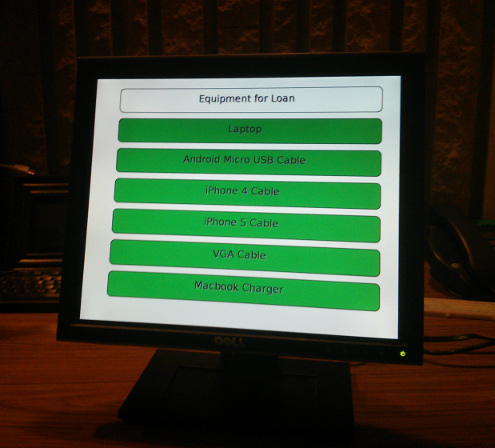 Equipment for Loan
Laptop
Android Micro USB Cable
iPhone 4 Cable
iPhone 5 Cable
VGA Cable
Macbook Charger
DELL